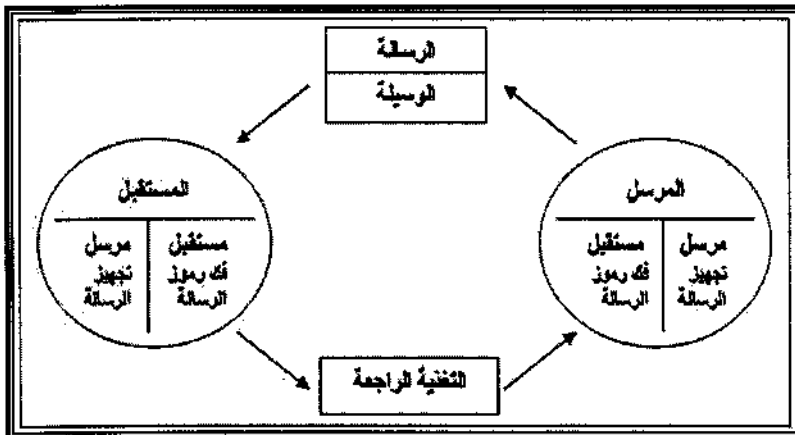 الرسالة
الوسيلة
المرسل
مرسل
تجهيز
الرسالة
مستقبل
فك رموز
الرسالة
المستقبل
مستقبل
فك رموز
الرسالة
مرسل
تجهيز
الرسالة
التغذية الراجعة